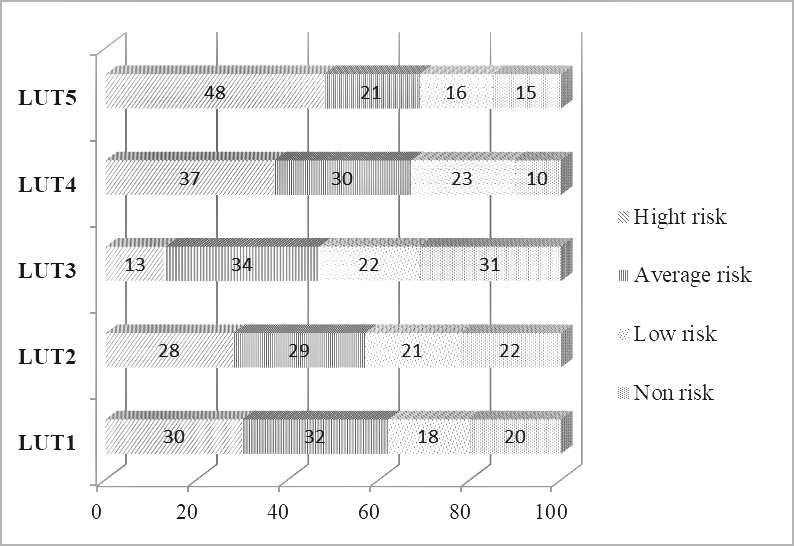 LUT5 48 21 16 15
LUT4 37 30 23 10
LUT3 13 34 22 31
LUT2 28 29 21 22
LUT1 30 32 18 20
0 20 40 60 80 100
Hight risk
Average risk
Low risk
Non risk